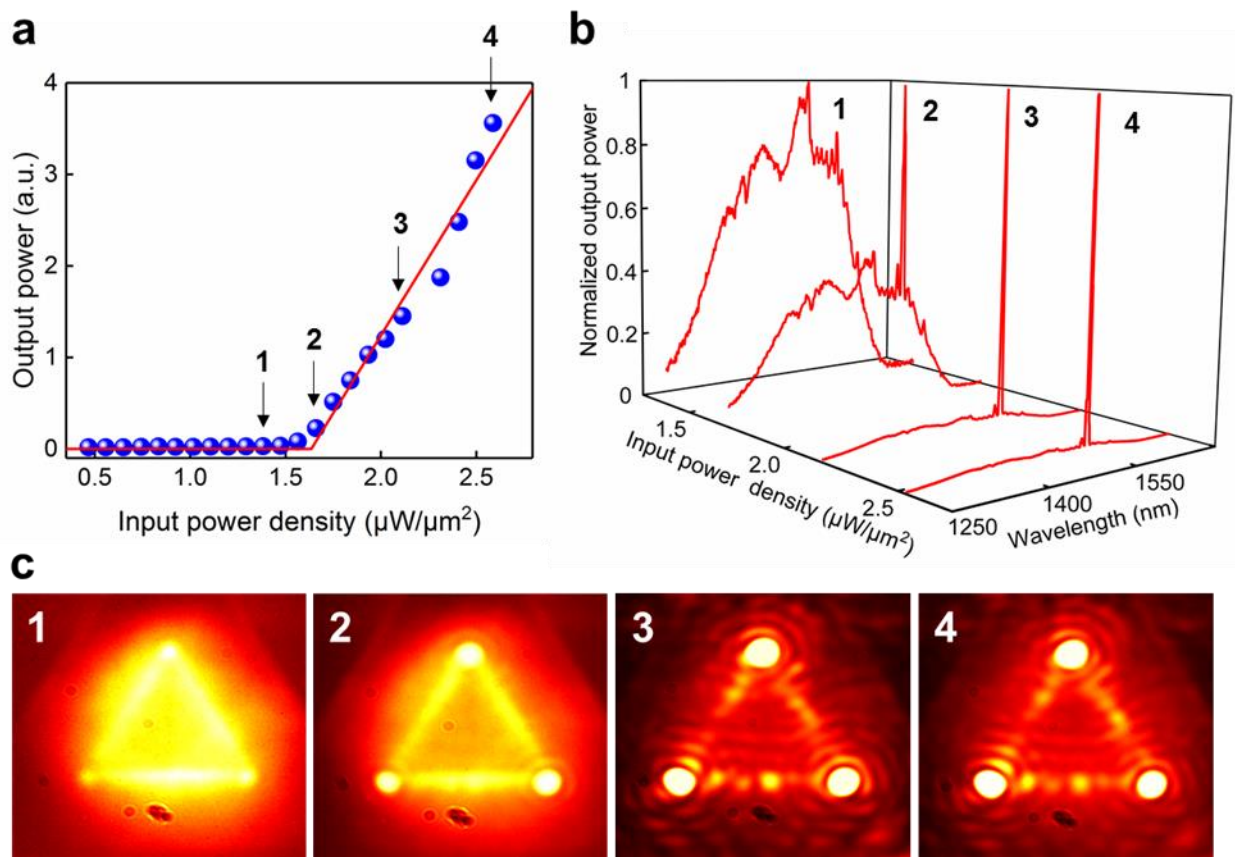 a
4
3
2
1
0
Output power (a.u.)
1
2
3
4
0.5 1.0 1.5 2.0 2.5
Input power density (µW/µm²)
b
1
0.8
0.6
0.4
0.2
0
Normalized output power
1 2 3 4
1.5
2.0
2.5
Input power density (µW/µm²)
1250
1400
1550
Wavelength (nm)
c
1 2 3 4